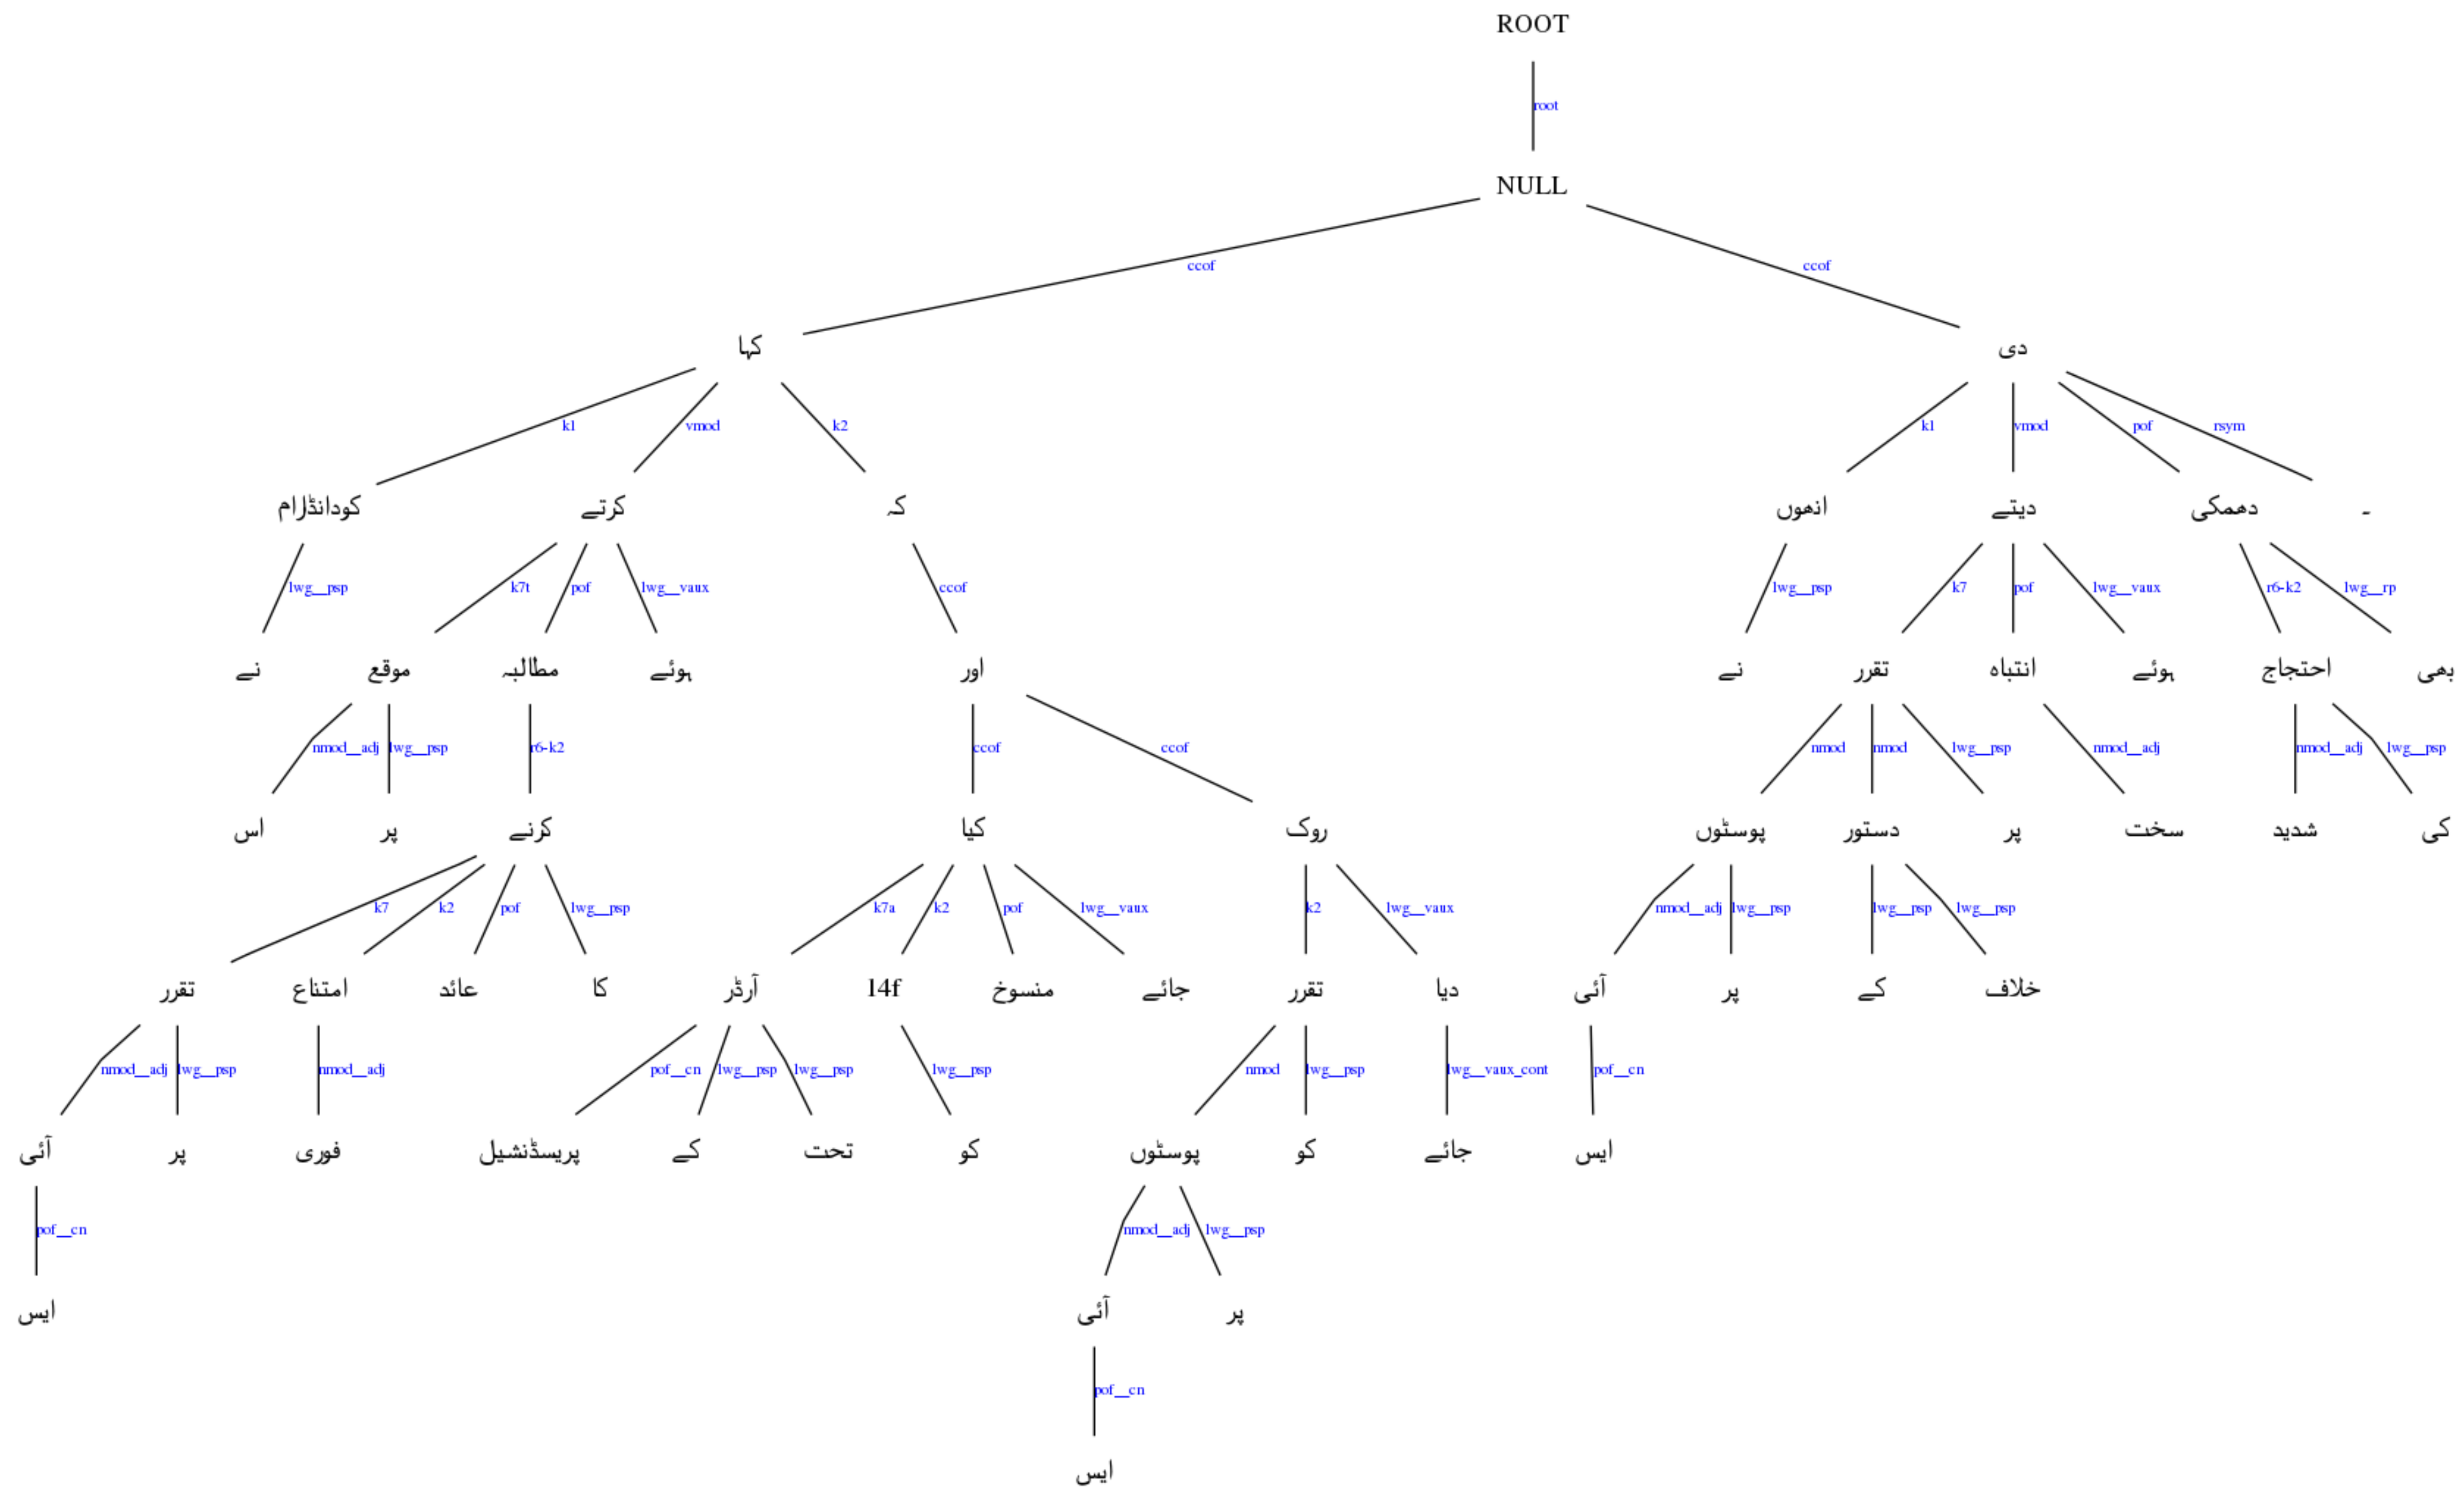 ROOT
root
NULL
ccof ccof
کہا دی
k1 vmod k2 k1 vmod pof rsym
کودانڈارام کرتے کہ انھوں دیتے دھمکی ۔
lwg__psp k7t pof lwg__vaux ccof lwg__psp k7 pof lwg__vaux r6-k2 lwg__rp
نے موقع مطالبہ ہوئے اور نے تقرر انتباہ ہوئے احتجاج بھی
nmod__adj lwg__psp r6-k2 ccof ccof nmod nmod lwg__psp nmod__adj nmod__adj lwg__psp
اس پر کرنے کیا روک پوسٹوں دستور پر سخت شدید کی
k7 k2 pof lwg__psp k7a k2 pof lwg__vaux k2 lwg__vaux nmod__adj lwg__psp lwg__psp lwg__psp
تقرر امتناع عائد کا آرڈر 14f منسوخ جائے تقرر دیا آئی پر کے خلاف
nmod__adj lwg__psp nmod__adj pof__cn lwg__psp lwg__psp lwg__psp nmod lwg__psp lwg__vaux_cont pof__cn
آئی پر فوری پریسڈنشیل کے تحت کو پوسٹوں کو جائے ایس
pof__cn nmod__adj lwg__psp
ایس آئی پر
pof__cn
ایس